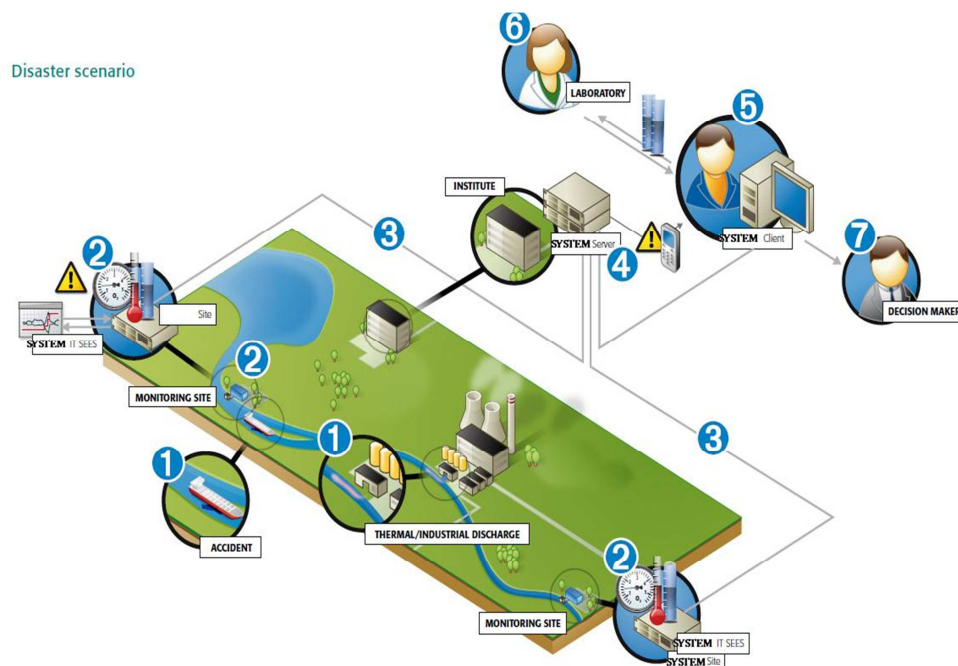 Disaster scenario
6
LABORATORY
5
INSTITUTE
SYSTEM Server
4
SYSTEM Client
7
DECISION MAKER
3
2
Site
SYSTEM IT SEES
O₂
2
MONITORING SITE
1
ACCIDENT
1
THERMAL/INDUSTRIAL DISCHARGE
3
2
O₂
MONITORING SITE
SYSTEM IT SEES
SYSTEM Site